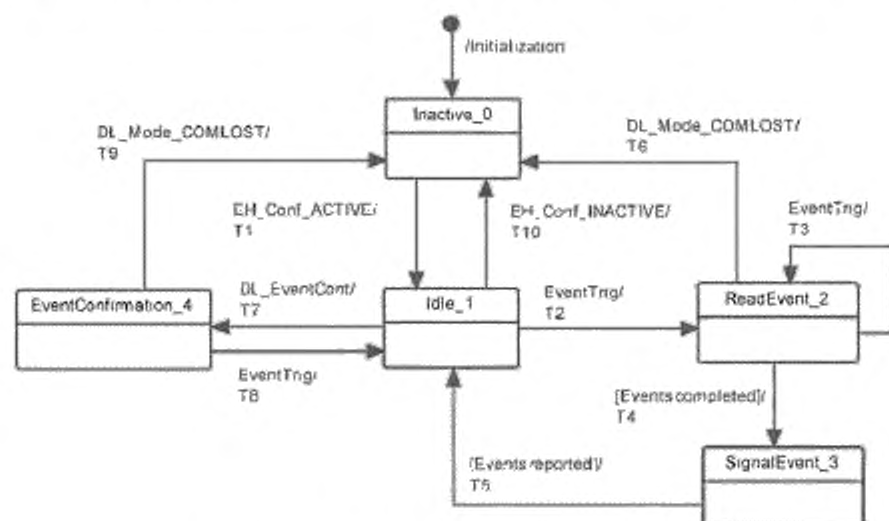 /Initialization
Inactive_0
DL_Mode_COMLOST/
T9
DL_Mode_COMLOST/
T6
EH_Conf_ACTIVE/
T1
EH_Conf_INACTIVE/
T10
EventTrig/
T3
EventConfirmation_4
DL_EventConf/
T7
Idle_1
EventTrig/
T2
ReadEvent_2
EventTrig/
T8
[Events completed]/
T4
[Events reported]/
T5
SignalEvent_3